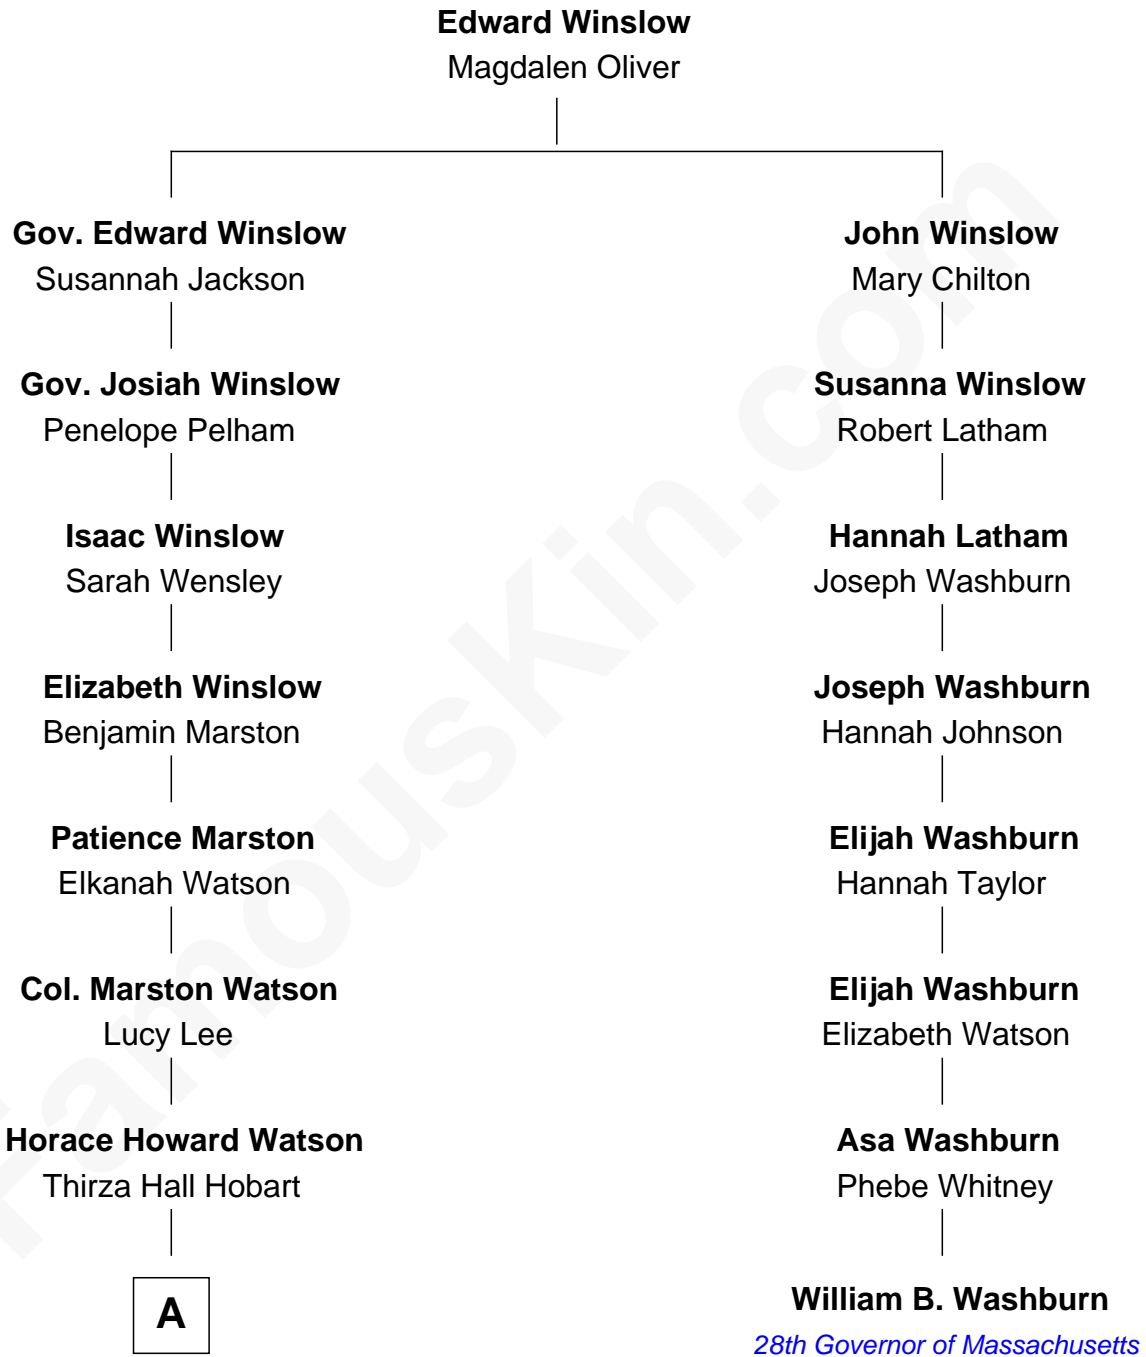 Edward Winslow
Magdalen Oliver
Gov. Edward Winslow
Susannah Jackson
John Winslow
Mary Chilton
Gov. Josiah Winslow
Penelope Pelham
Susanna Winslow
Robert Latham
Isaac Winslow
Sarah Wensley
Hannah Latham
Joseph Washburn
Elizabeth Winslow
Benjamin Marston
Joseph Washburn
Hannah Johnson
Patience Marston
Elkanah Watson
Elijah Washburn
Hannah Taylor
Col. Marston Watson
Lucy Lee
Elijah Washburn
Elizabeth Watson
Horace Howard Watson
Thirza Hall Hobart
Asa Washburn
Phebe Whitney
A
William B. Washburn
28th Governor of Massachusetts
FamousKin.com